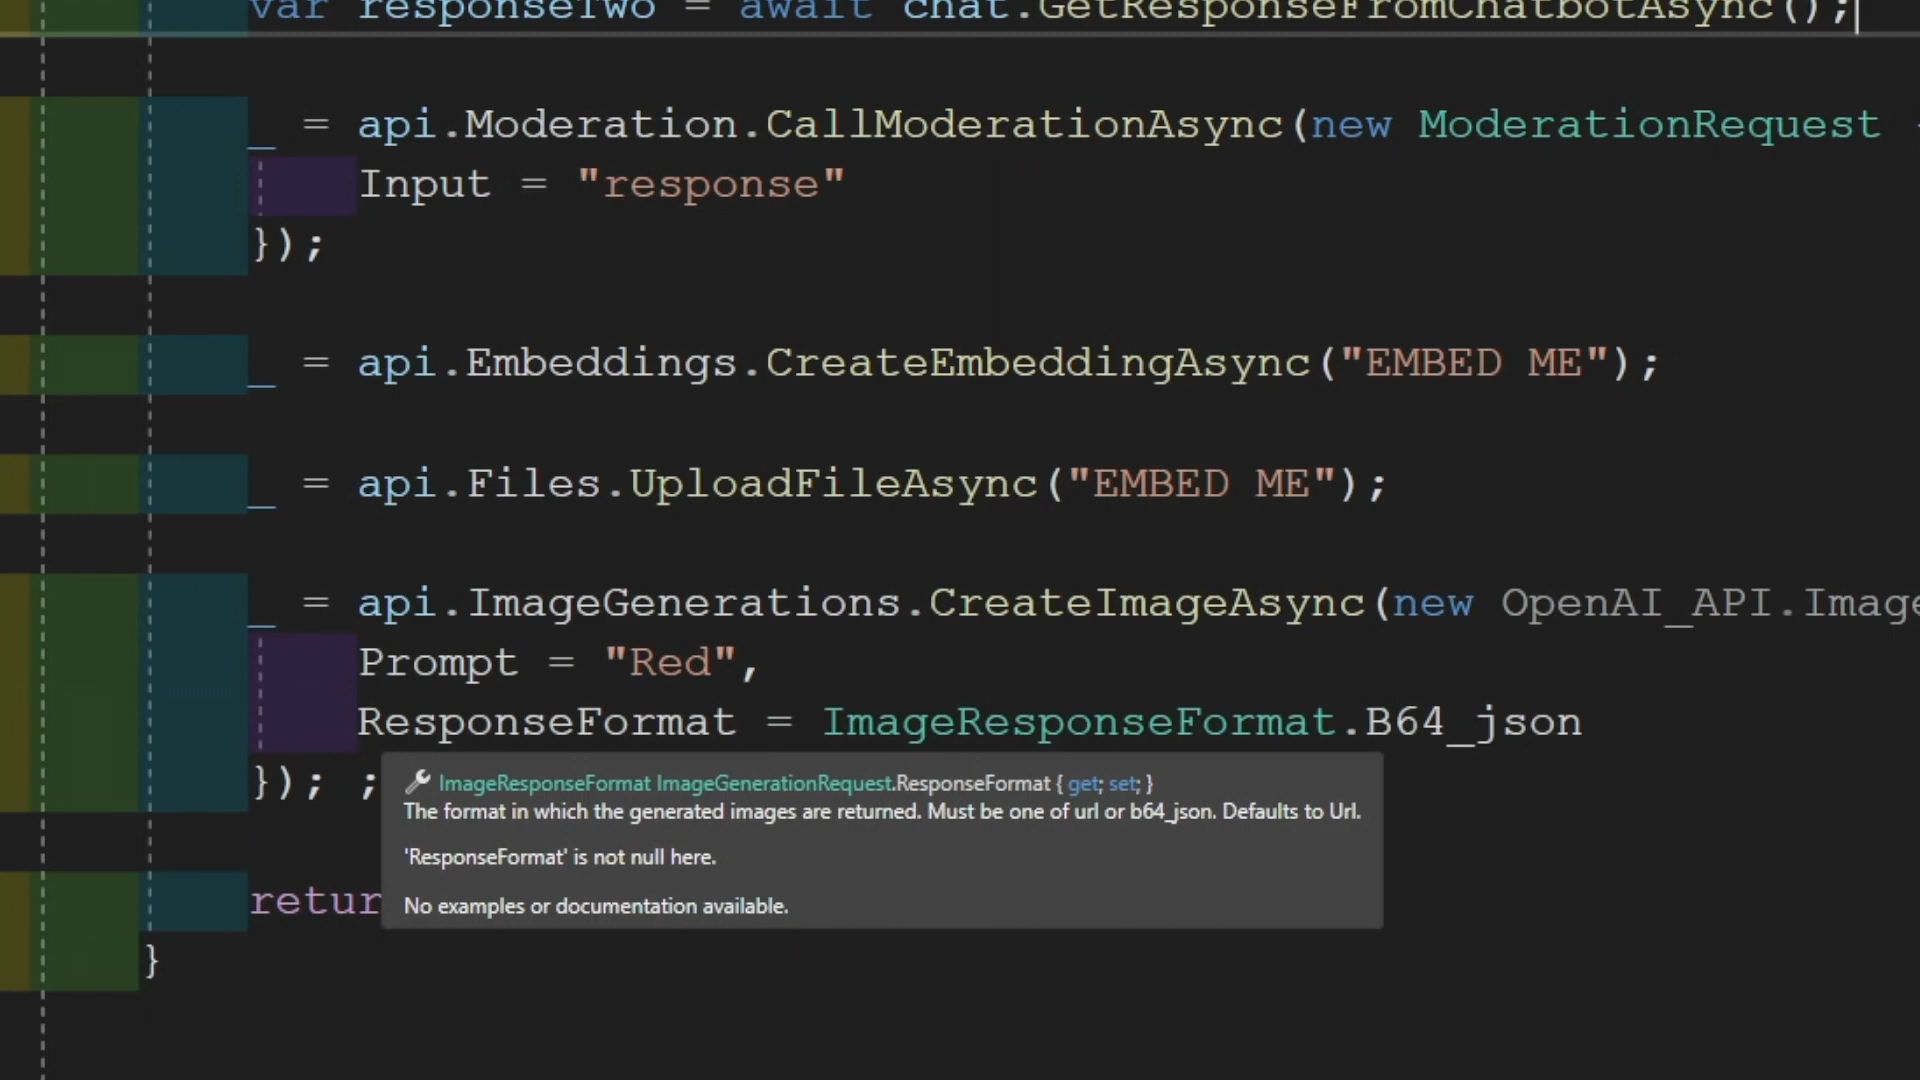 var responseTwo = await chat.GetResponseFromChatbotAsync();
_ = api.Moderation.CallModerationAsync(new ModerationRequest
Input = "response"
});
_ = api.Embeddings.CreateEmbeddingAsync("EMBED ME");
_ = api.Files.UploadFileAsync("EMBED ME");
_ = api.ImageGenerations.CreateImageAsync(new OpenAI_API.Image
Prompt = "Red",
ResponseFormat = ImageResponseFormat.B64_json
}); ;
ImageResponseFormat ImageGenerationRequest.ResponseFormat { get; set; }
The format in which the generated images are returned. Must be one of url or b64_json. Defaults to Url.
'ResponseFormat' is not null here.
No examples or documentation available.
retur
}